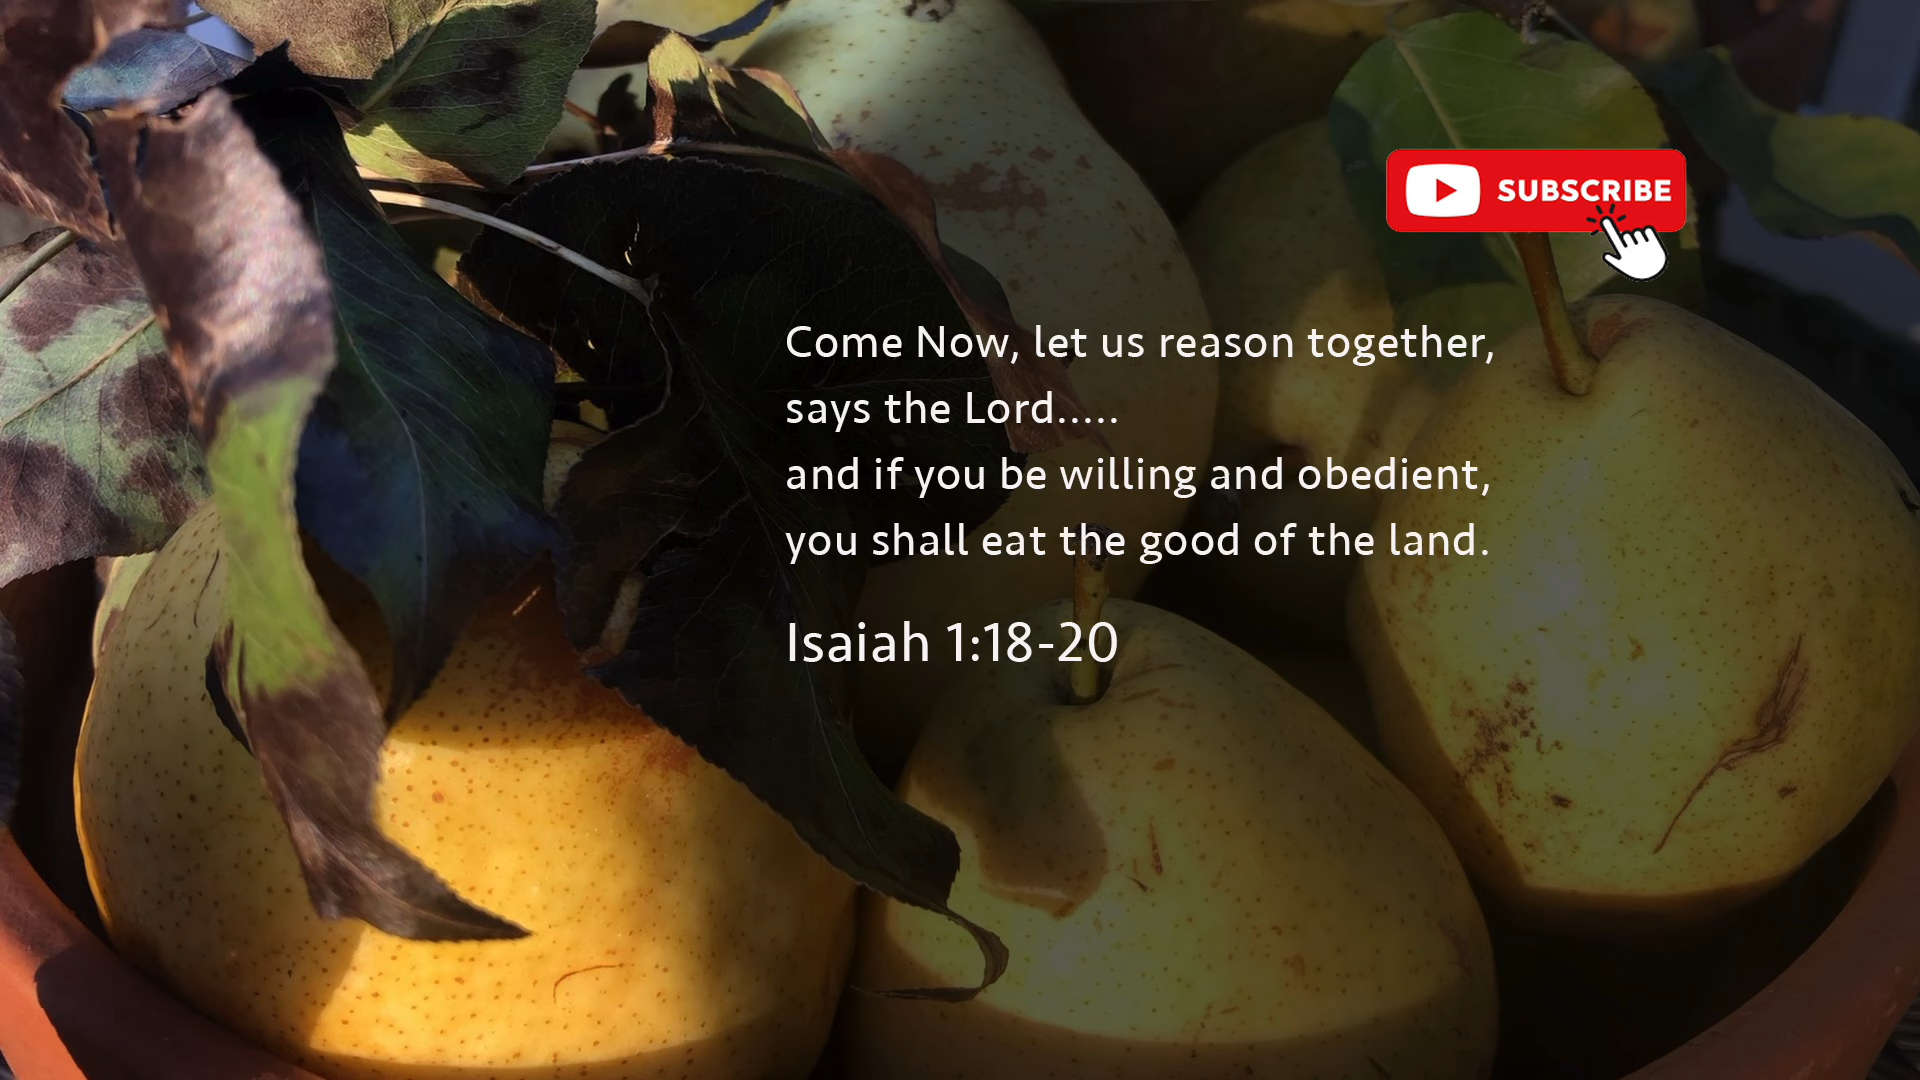 SUBSCRIBE
Come Now, let us reason together,
says the Lord.....
and if you be willing and obedient,
you shall eat the good of the land.
Isaiah 1:18-20